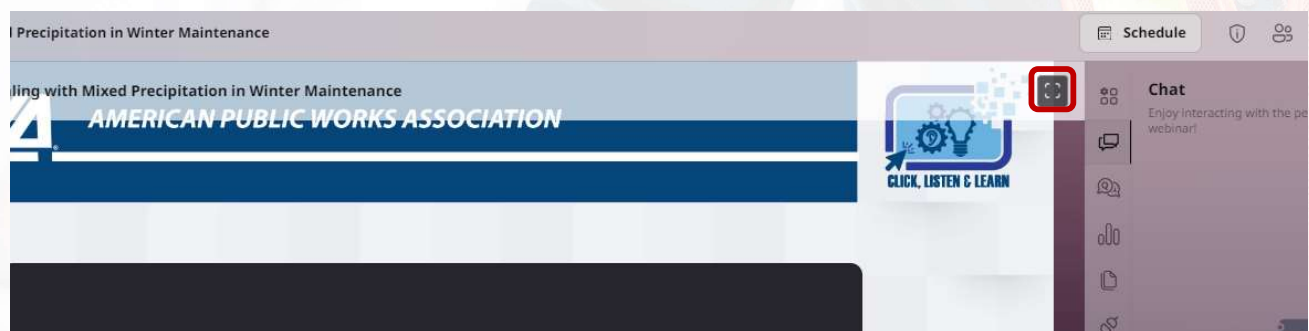 Precipitation in Winter Maintenance
Schedule
ling with Mixed Precipitation in Winter Maintenance
AMERICAN PUBLIC WORKS ASSOCIATION
CLICK, LISTEN & LEARN
Chat
Enjoy interacting with the pe
webinar!